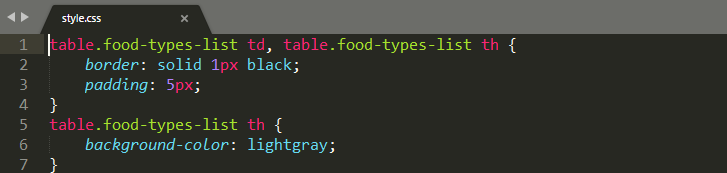 style.css ×
1 table.food-types-list td, table.food-types-list th {
2     border: solid 1px black;
3     padding: 5px;
4 }
5 table.food-types-list th {
6     background-color: lightgray;
7 }